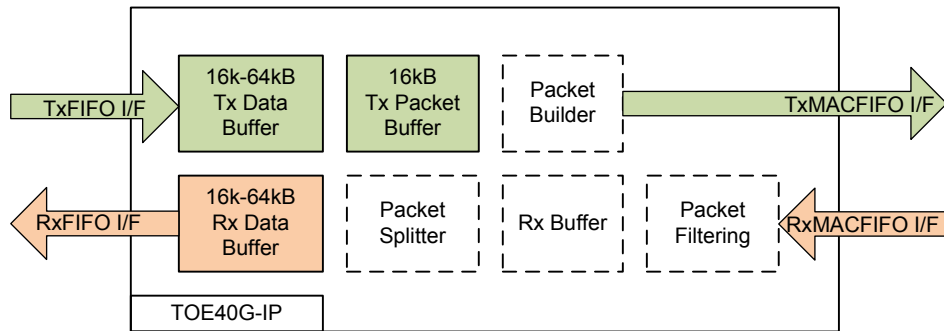 16k-64kB
Tx Data
Buffer
16kB
Tx Packet
Buffer
Packet
Builder
TxFIFO I/F
TxMACFIFO I/F
16k-64kB
Rx Data
Buffer
Packet
Splitter
Rx Buffer
Packet
Filtering
RxFIFO I/F
RxMACFIFO I/F
TOE40G-IP